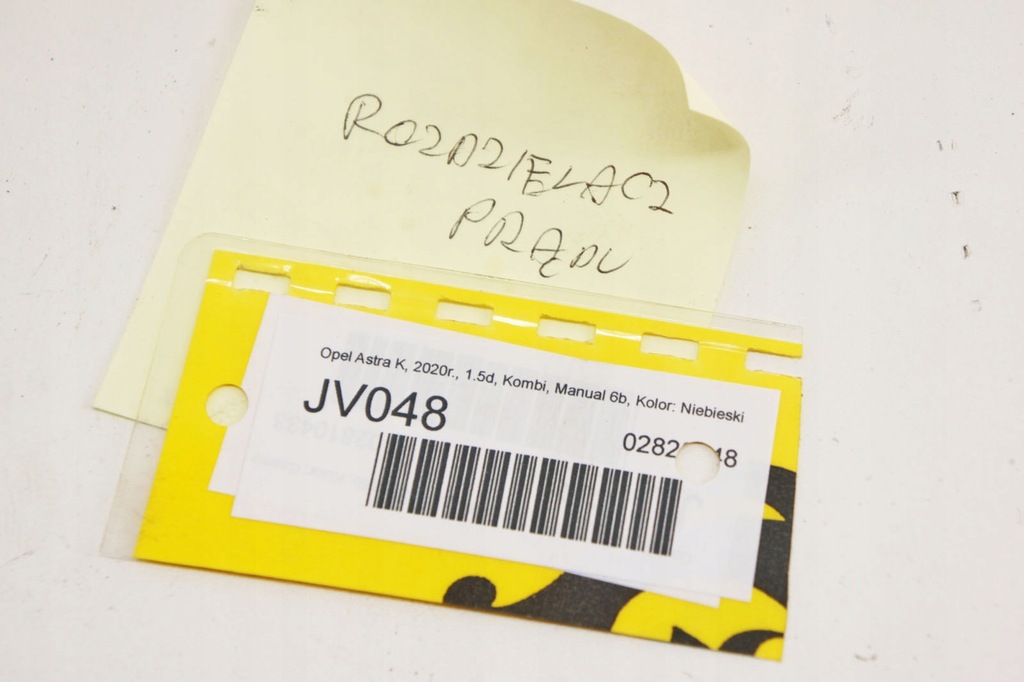 ROZDZIELACZ
PRĄDU
Opel Astra K, 2020r., 1.5d, Kombi, Manual 6b, Kolor: Niebieski
JV048